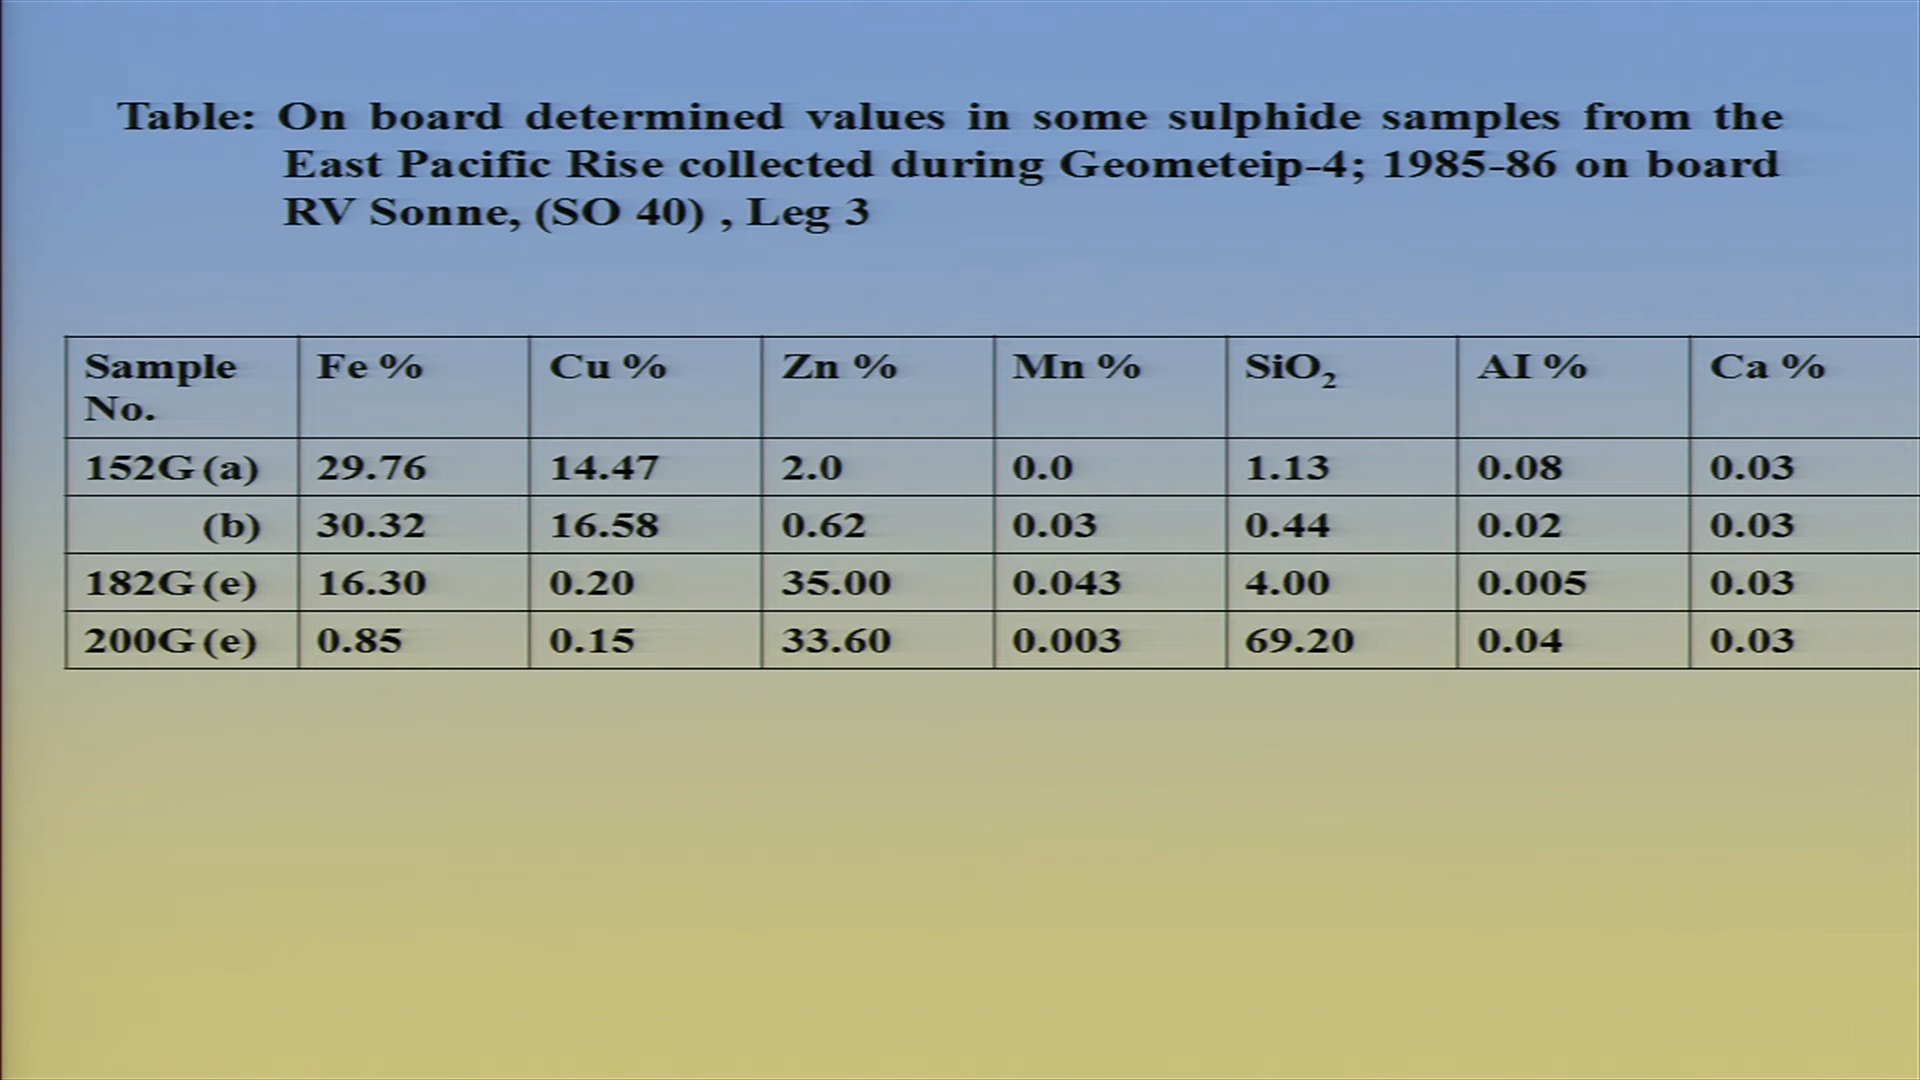 Table: On board determined values in some sulphide samples from the
East Pacific Rise collected during Geometeip-4; 1985-86 on board
RV Sonne, (SO 40) , Leg 3
Sample No. Fe % Cu % Zn % Mn % SiO₂ AI % Ca %
152G (a) 29.76 14.47 2.0 0.0 1.13 0.08 0.03
(b) 30.32 16.58 0.62 0.03 0.44 0.02 0.03
182G (e) 16.30 0.20 35.00 0.043 4.00 0.005 0.03
200G (e) 0.85 0.15 33.60 0.003 69.20 0.04 0.03